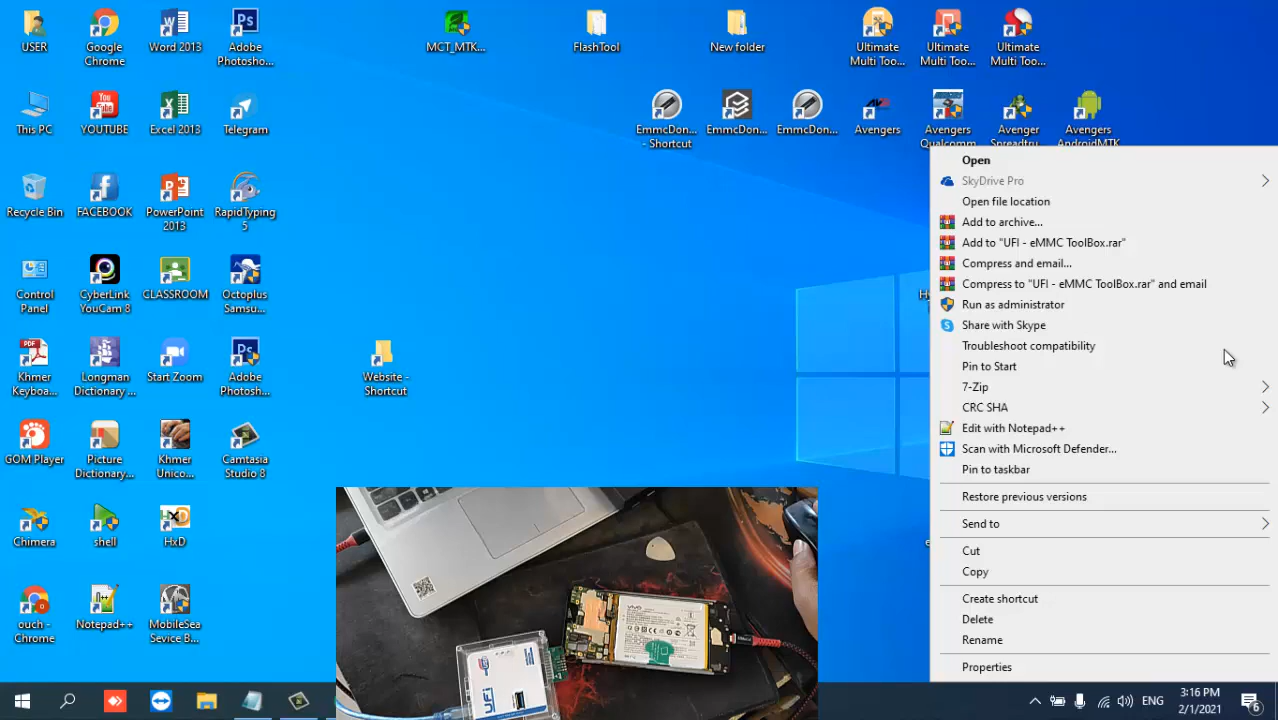 USER
Google
Chrome
Word 2013
Adobe
Photosho...
MCT_MTK...
FlashTool
New folder
Ultimate
Multi Too...
Ultimate
Multi Too...
Ultimate
Multi Too...
This PC
YOUTUBE
Excel 2013
Telegram
EmmcDon...
- Shortcut
EmmcDon...
EmmcDon...
Avengers
Avengers
Qualcomm
Avenger
Spreadtru...
Avengers
AndroidMTK
Recycle Bin
FACEBOOK
PowerPoint
2013
RapidTyping
5
Control
Panel
CyberLink
YouCam 8
CLASSROOM
Octoplus
Samsu...
Khmer
Keyboa...
Longman
Dictionary ...
Start Zoom
Adobe
Photosh...
Website -
Shortcut
GOM Player
Picture
Dictionary...
Khmer
Unico...
Camtasia
Studio 8
Chimera
shell
HxD
ouch -
Chrome
Notepad++
MobileSea
Sevice B...
Open
SkyDrive Pro
Open file location
Add to archive...
Add to "UFI - eMMC ToolBox.rar"
Compress and email...
Compress to "UFI - eMMC ToolBox.rar" and email
Run as administrator
Share with Skype
Troubleshoot compatibility
Pin to Start
7-Zip
CRC SHA
Edit with Notepad++
Scan with Microsoft Defender...
Pin to taskbar
Restore previous versions
Send to
Cut
Copy
Create shortcut
Delete
Rename
Properties
vivo
UFi
ENG
3:16 PM
2/1/2021
6